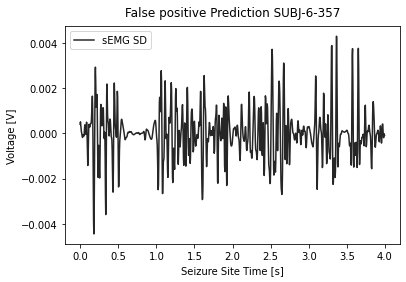 False positive Prediction SUBJ-6-357
sEMG SD
Voltage [V]
0.004
0.002
0.000
−0.002
−0.004
0.0 0.5 1.0 1.5 2.0 2.5 3.0 3.5 4.0
Seizure Site Time [s]